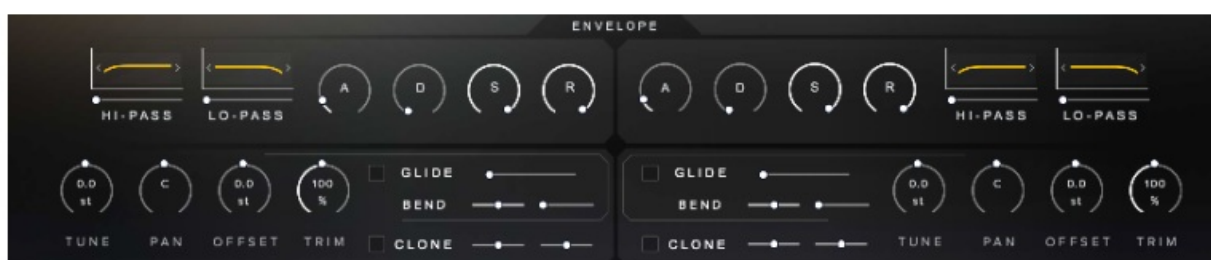 ENVELOPE
A D S R A D S R
HI-PASS LO-PASS HI-PASS LO-PASS
GLIDE GLIDE
0.0 C 0.0 100 0.0 C 0.0 100
st st % st st %
BEND BEND
TUNE PAN OFFSET TRIM CLONE CLONE TUNE PAN OFFSET TRIM